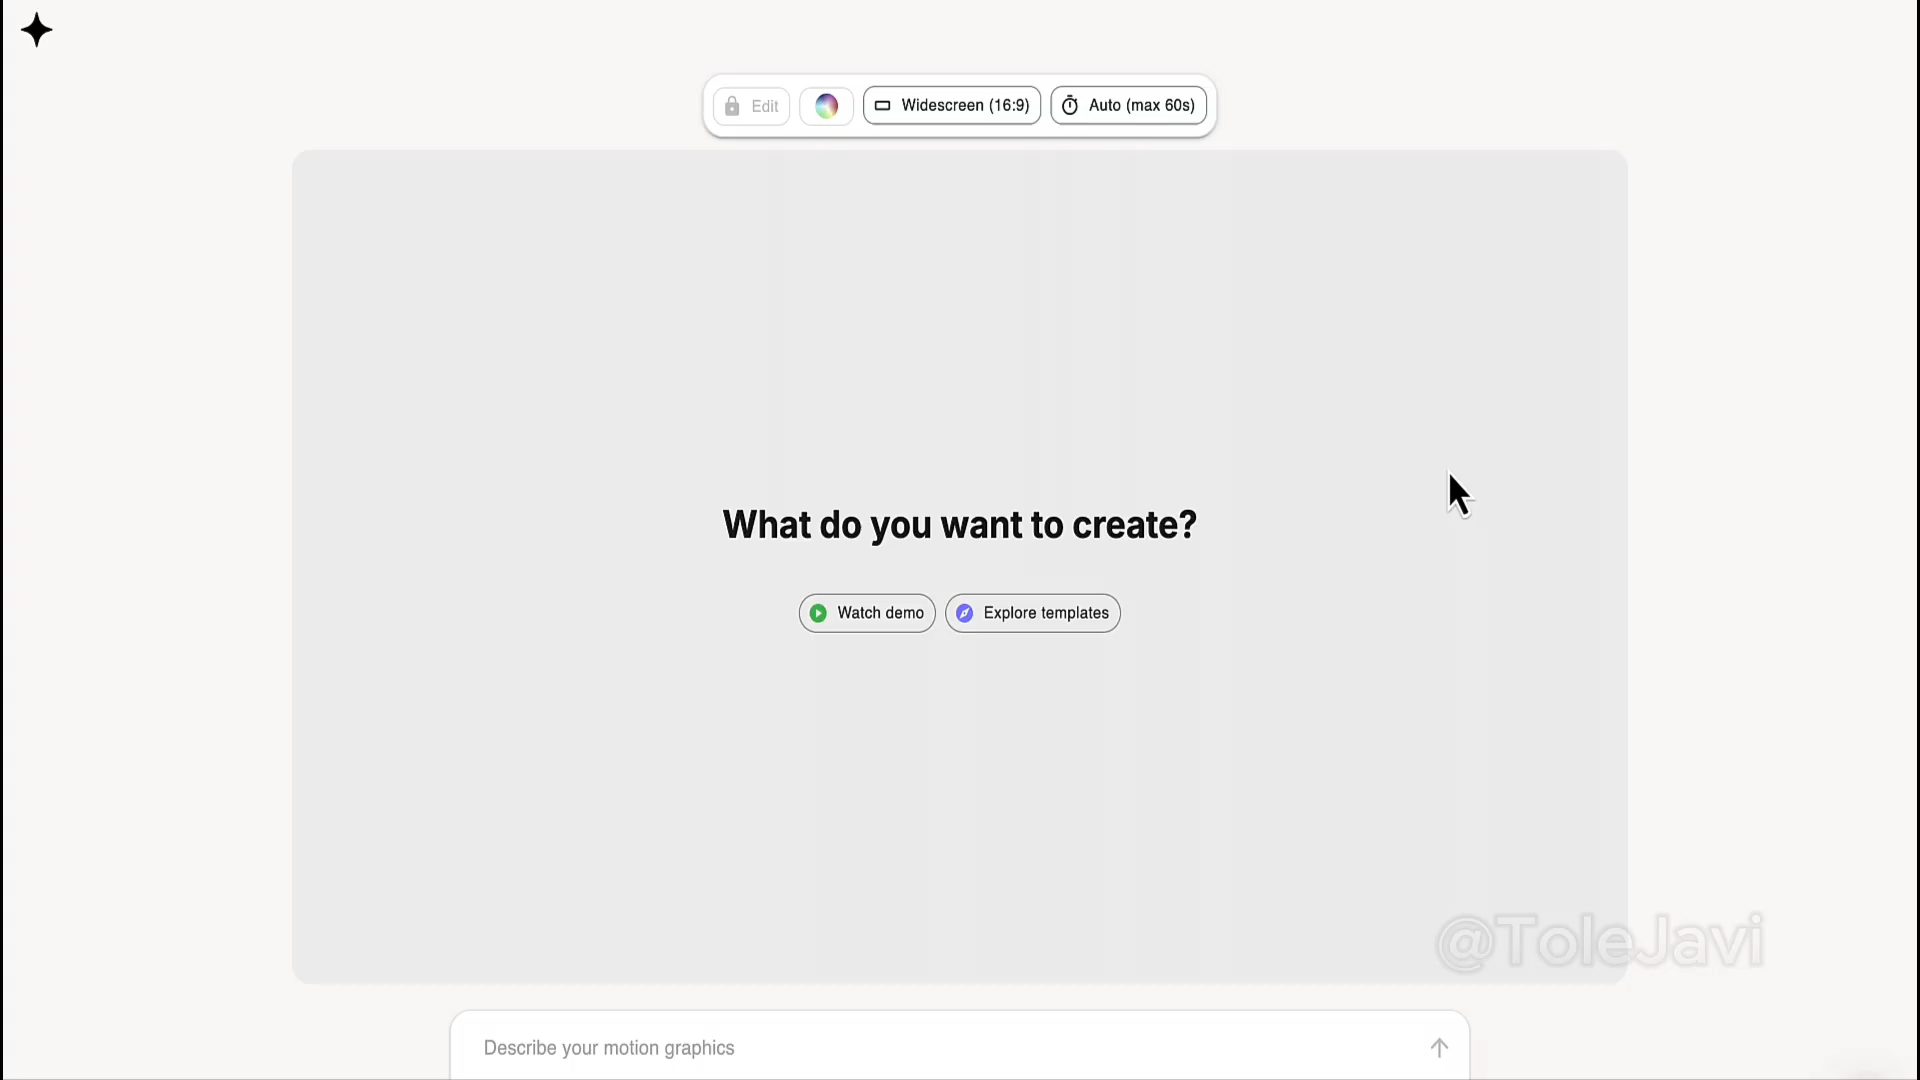 Edit
Widescreen (16:9)
Auto (max 60s)
What do you want to create?
Watch demo
Explore templates
@ToleJavi
Describe your motion graphics